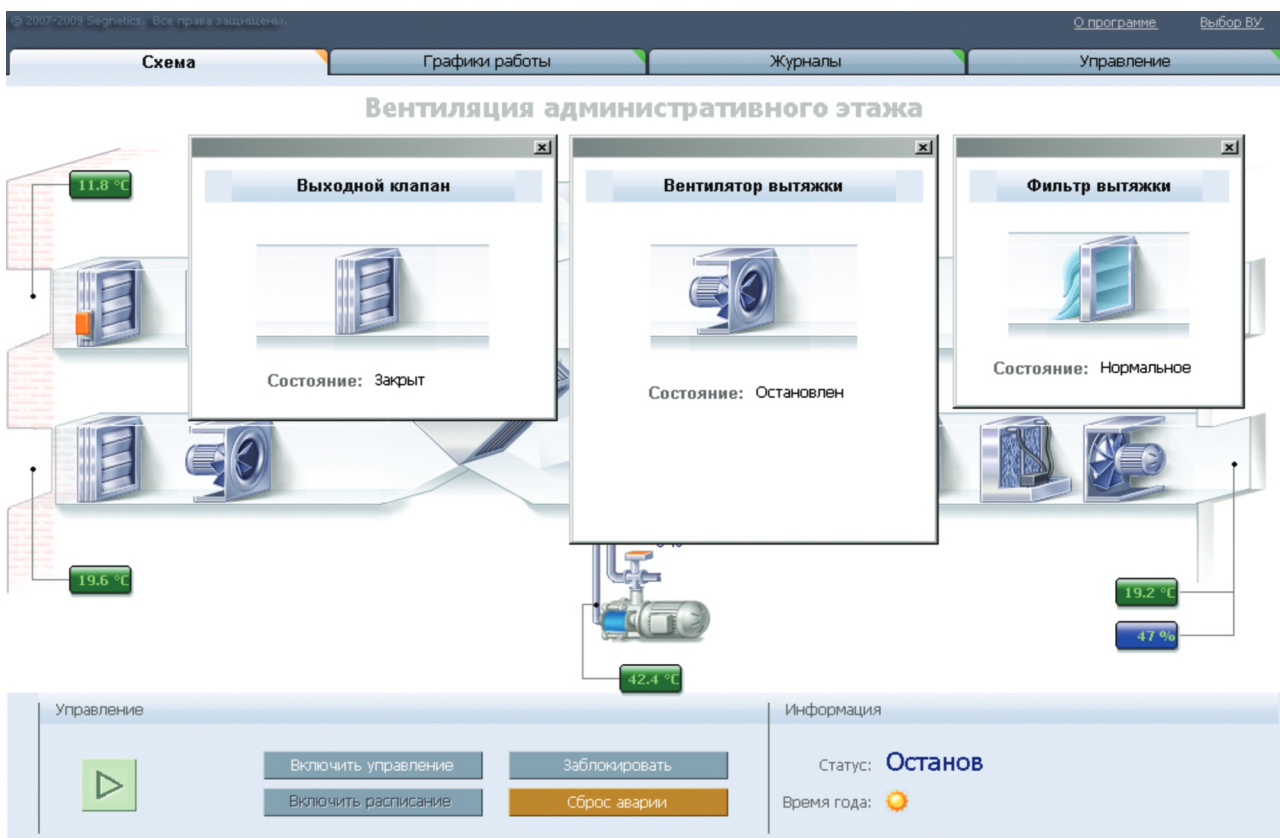 © 2007-2009 Segnetics. Все права защищены.
О программе Выбор ВУ
Схема Графики работы Журналы Управление
Вентиляция административного этажа
Выходной клапан Вентилятор вытяжки Фильтр вытяжки
11.8 °C
Состояние: Закрыт
Состояние: Остановлен
Состояние: Нормальное
19.6 °C
19.2 °C
47 %
42.4 °C
Управление Информация
Включить управление Заблокировать
Статус: Останов
Включить расписание Сброс аварии
Время года: